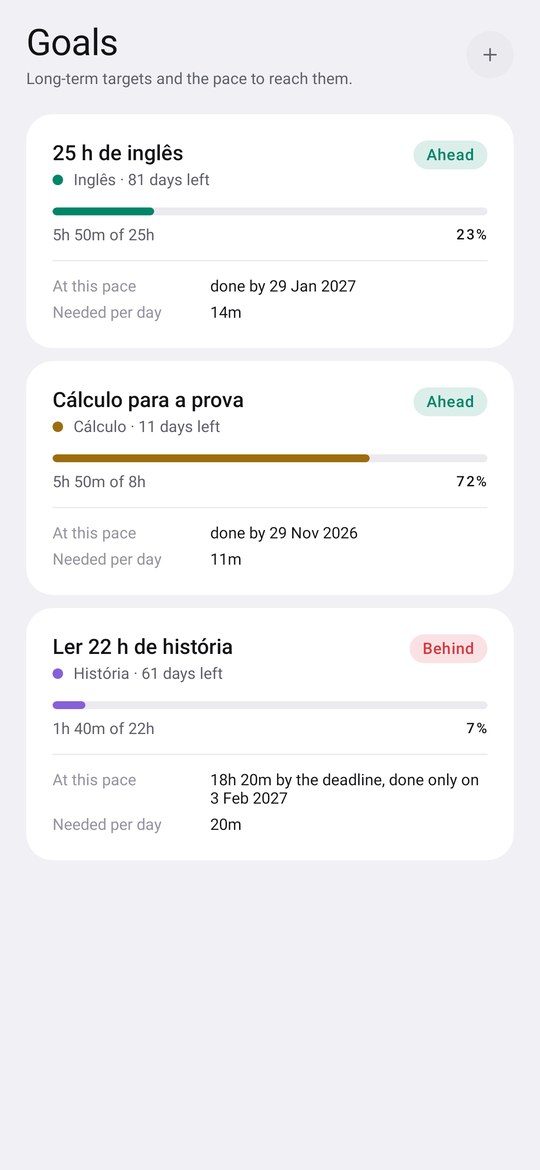 Goals
Long-term targets and the pace to reach them.
25 h de inglês
Ahead
Inglês · 81 days left
5h 50m of 25h
23%
At this pace
done by 29 Jan 2027
Needed per day
14m
Cálculo para a prova
Ahead
Cálculo · 11 days left
5h 50m of 8h
72%
At this pace
done by 29 Nov 2026
Needed per day
11m
Ler 22 h de história
Behind
História · 61 days left
1h 40m of 22h
7%
At this pace
18h 20m by the deadline, done only on
3 Feb 2027
Needed per day
20m